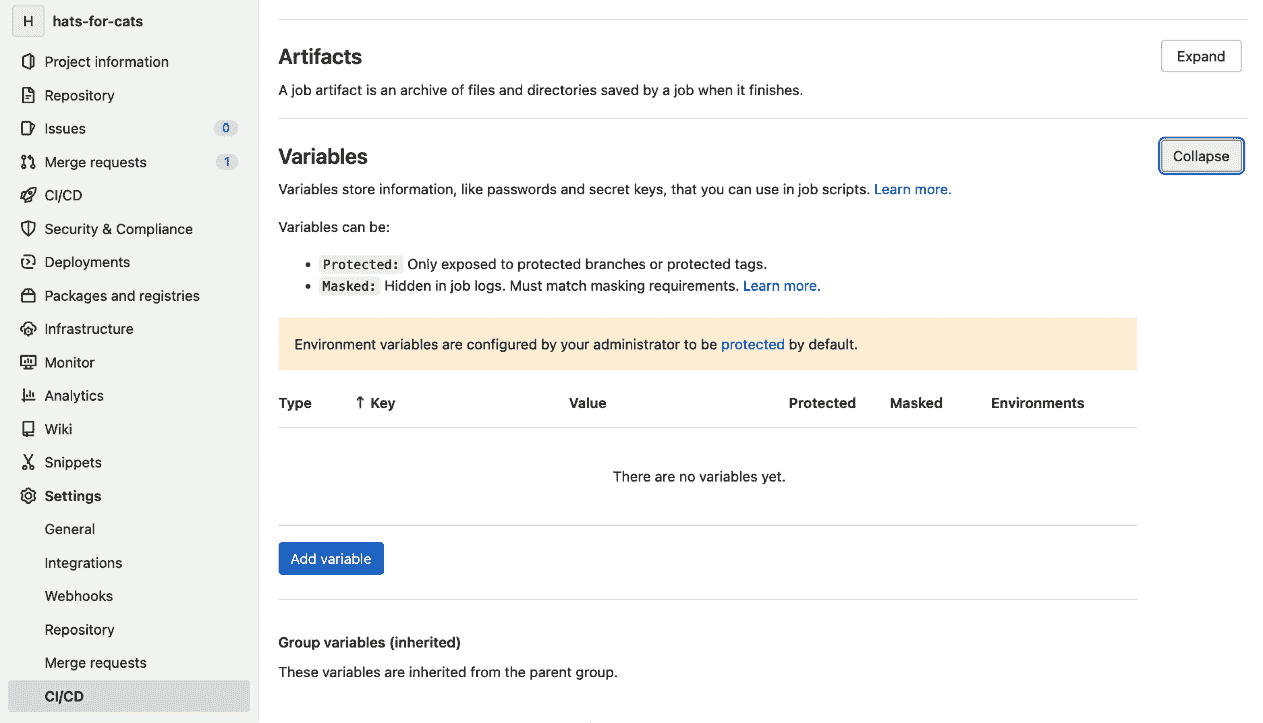 H hats-for-cats
Project information
Repository
Issues 0
Merge requests 1
CI/CD
Security & Compliance
Deployments
Packages and registries
Infrastructure
Monitor
Analytics
Wiki
Snippets
Settings
General
Integrations
Webhooks
Repository
Merge requests
CI/CD
Artifacts
Expand
A job artifact is an archive of files and directories saved by a job when it finishes.
Variables
Collapse
Variables store information, like passwords and secret keys, that you can use in job scripts. Learn more.
Variables can be:
• Protected: Only exposed to protected branches or protected tags.
• Masked: Hidden in job logs. Must match masking requirements. Learn more.
Environment variables are configured by your administrator to be protected by default.
Type ↑ Key Value Protected Masked Environments
There are no variables yet.
Add variable
Group variables (inherited)
These variables are inherited from the parent group.